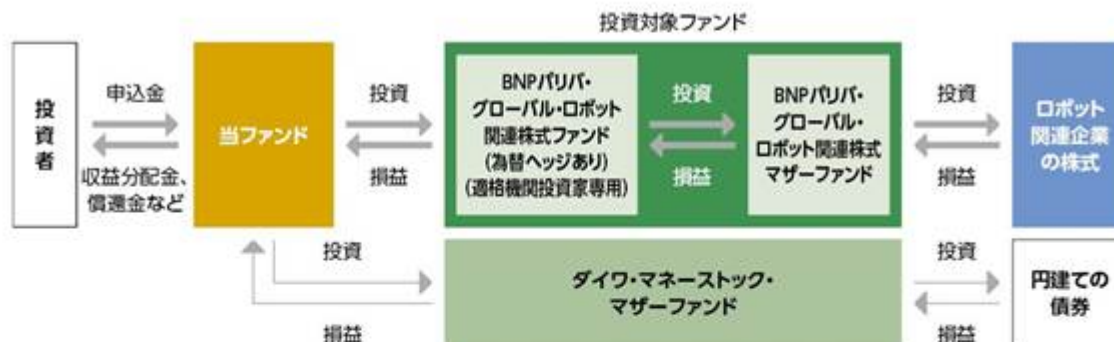 投資対象ファンド
投資者
申込金
収益分配金、
償還金など
当ファンド
投資
損益
BNPパリバ・
グローバル・ロボット
関連株式ファンド
(為替ヘッジあり)
(適格機関投資家専用)
投資
損益
BNPパリバ・
グローバル・
ロボット関連株式
マザーファンド
投資
損益
ロボット
関連企業
の株式
投資
損益
ダイワ・マネーストック・
マザーファンド
投資
損益
円建ての
債券